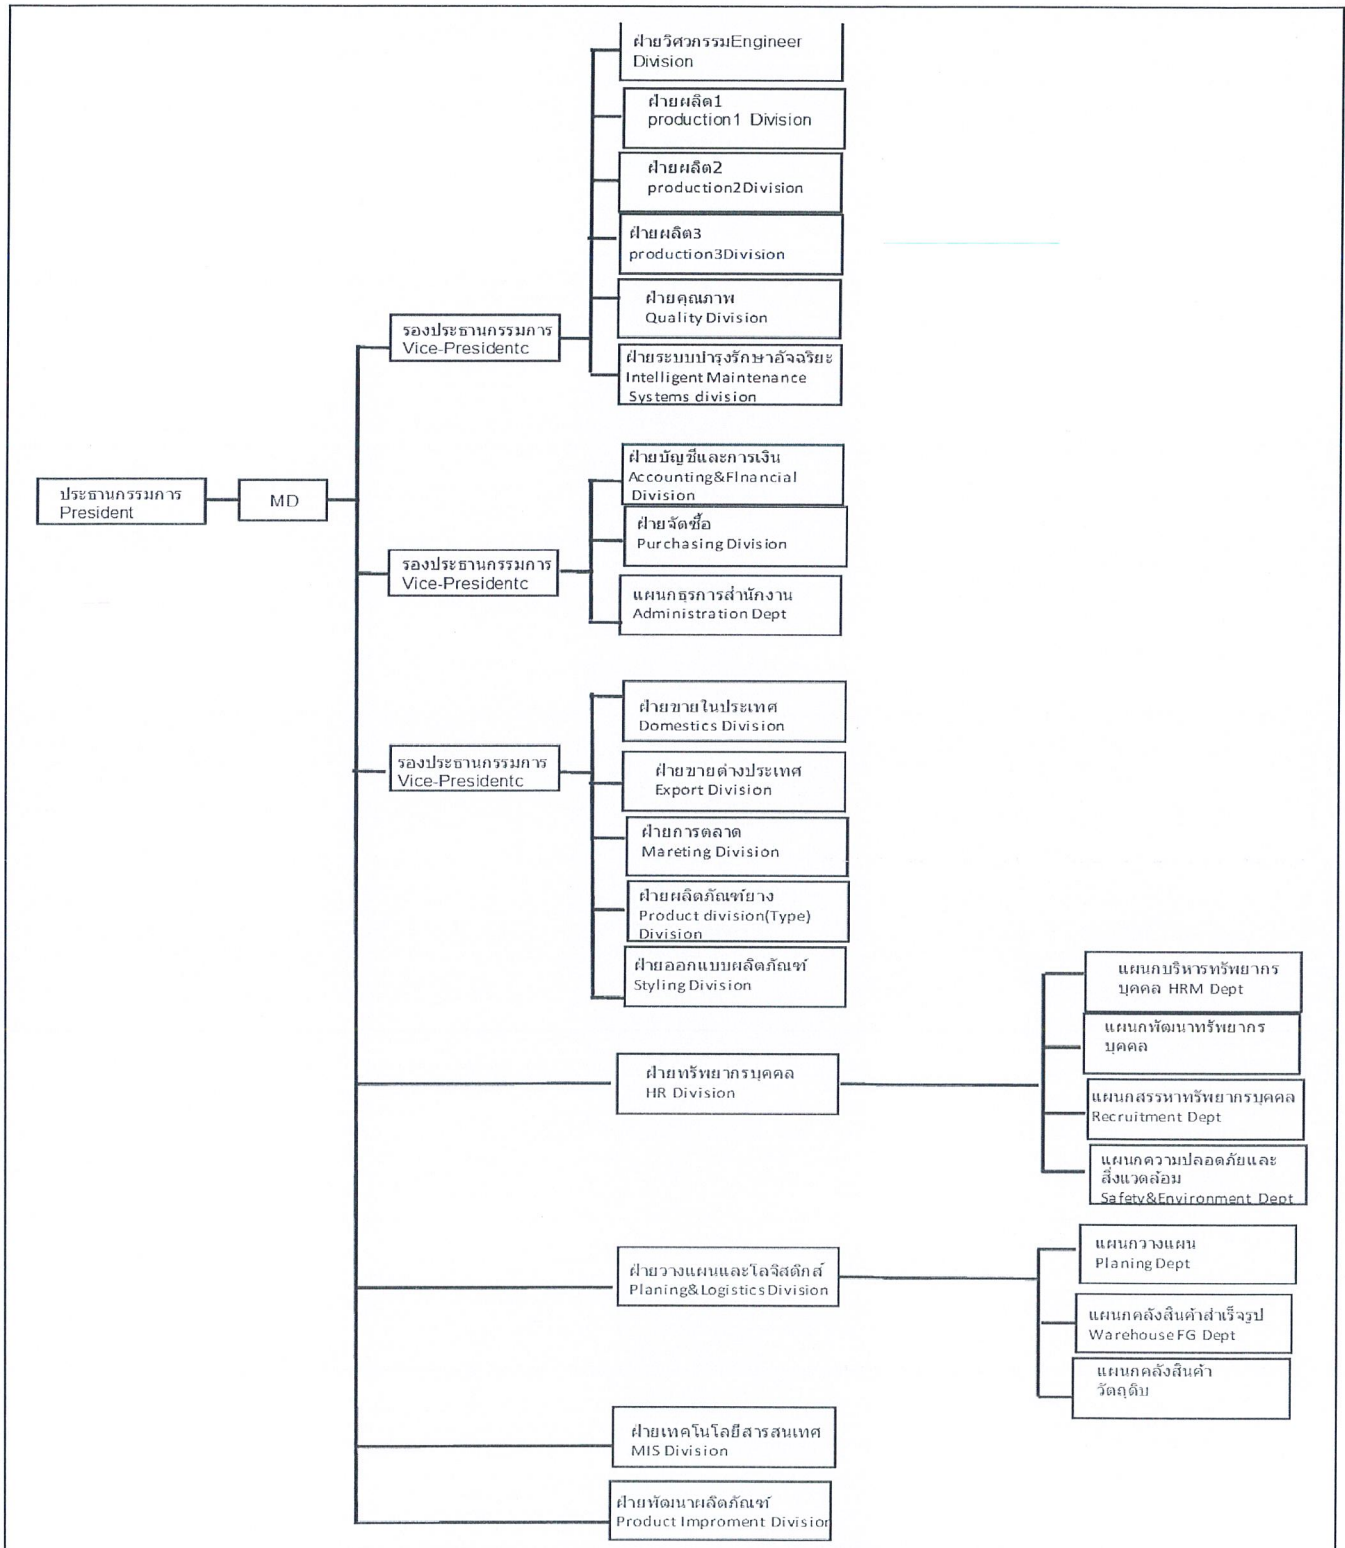 ฝ่ายวิศวกรรมEngineer
Division
ฝ่ายผลิต1
production1 Division
ฝ่ายผลิต2
production2Division
ฝ่ายผลิต3
production3Division
ฝ่ายคุณภาพ
Quality Division
รองประธานกรรมการ
Vice-Presidentc
ฝ่ายระบบบำรุงรักษาอัจฉริยะ
Intelligent Maintenance
Systems division
ประธานกรรมการ
President
MD
ฝ่ายบัญชีและการเงิน
Accounting&FInancial
Division
ฝ่ายจัดซื้อ
Purchasing Division
รองประธานกรรมการ
Vice-Presidentc
แผนกธุรการสำนักงาน
Administration Dept
ฝ่ายขายในประเทศ
Domestics Division
รองประธานกรรมการ
Vice-Presidentc
ฝ่ายขายต่างประเทศ
Export Division
ฝ่ายการตลาด
Mareting Division
ฝ่ายผลิตภัณฑ์ยาง
Product division(Type)
Division
ฝ่ายออกแบบผลิตภัณฑ์
Styling Division
ฝ่ายทรัพยากรบุคคล
HR Division
แผนกบริหารทรัพยากร
บุคคล HRM Dept
แผนกพัฒนาทรัพยากร
บุคคล
แผนกสรรหาทรัพยากรบุคคล
Recruitment Dept
แผนกความปลอดภัยและ
สิ่งแวดล้อม
Safety&Environment Dept
ฝ่ายวางแผนและโลจิสติกส์
Planing&Logistics Division
แผนกวางแผน
Planing Dept
แผนกคลังสินค้าสำเร็จรูป
Warehouse FG Dept
แผนกคลังสินค้า
วัตถุดิบ
ฝ่ายเทคโนโลยีสารสนเทศ
MIS Division
ฝ่ายพัฒนาผลิตภัณฑ์
Product Improment Division